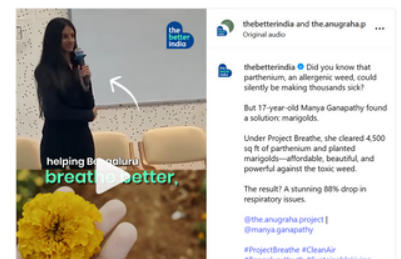 the
better
india
helping Bengaluru
breathe better,
thebetterindia and the.anugraha.p
Original audio
thebetterindia Did you know that
parthenium, an allergic weed, could
silently be making thousands sick?
But 17-year-old Manya Ganapathy found
a solution: marigolds.
Under Project Breathe, she cleared 4,500
sq ft of parthenium and planted
marigolds—affordable, beautiful, and
powerful against the toxic weed.
The result? A stunning 88% drop in
respiratory issues.
@the.anugraha.project |
@manya.ganapathy
#ProjectBreathe #CleanAir